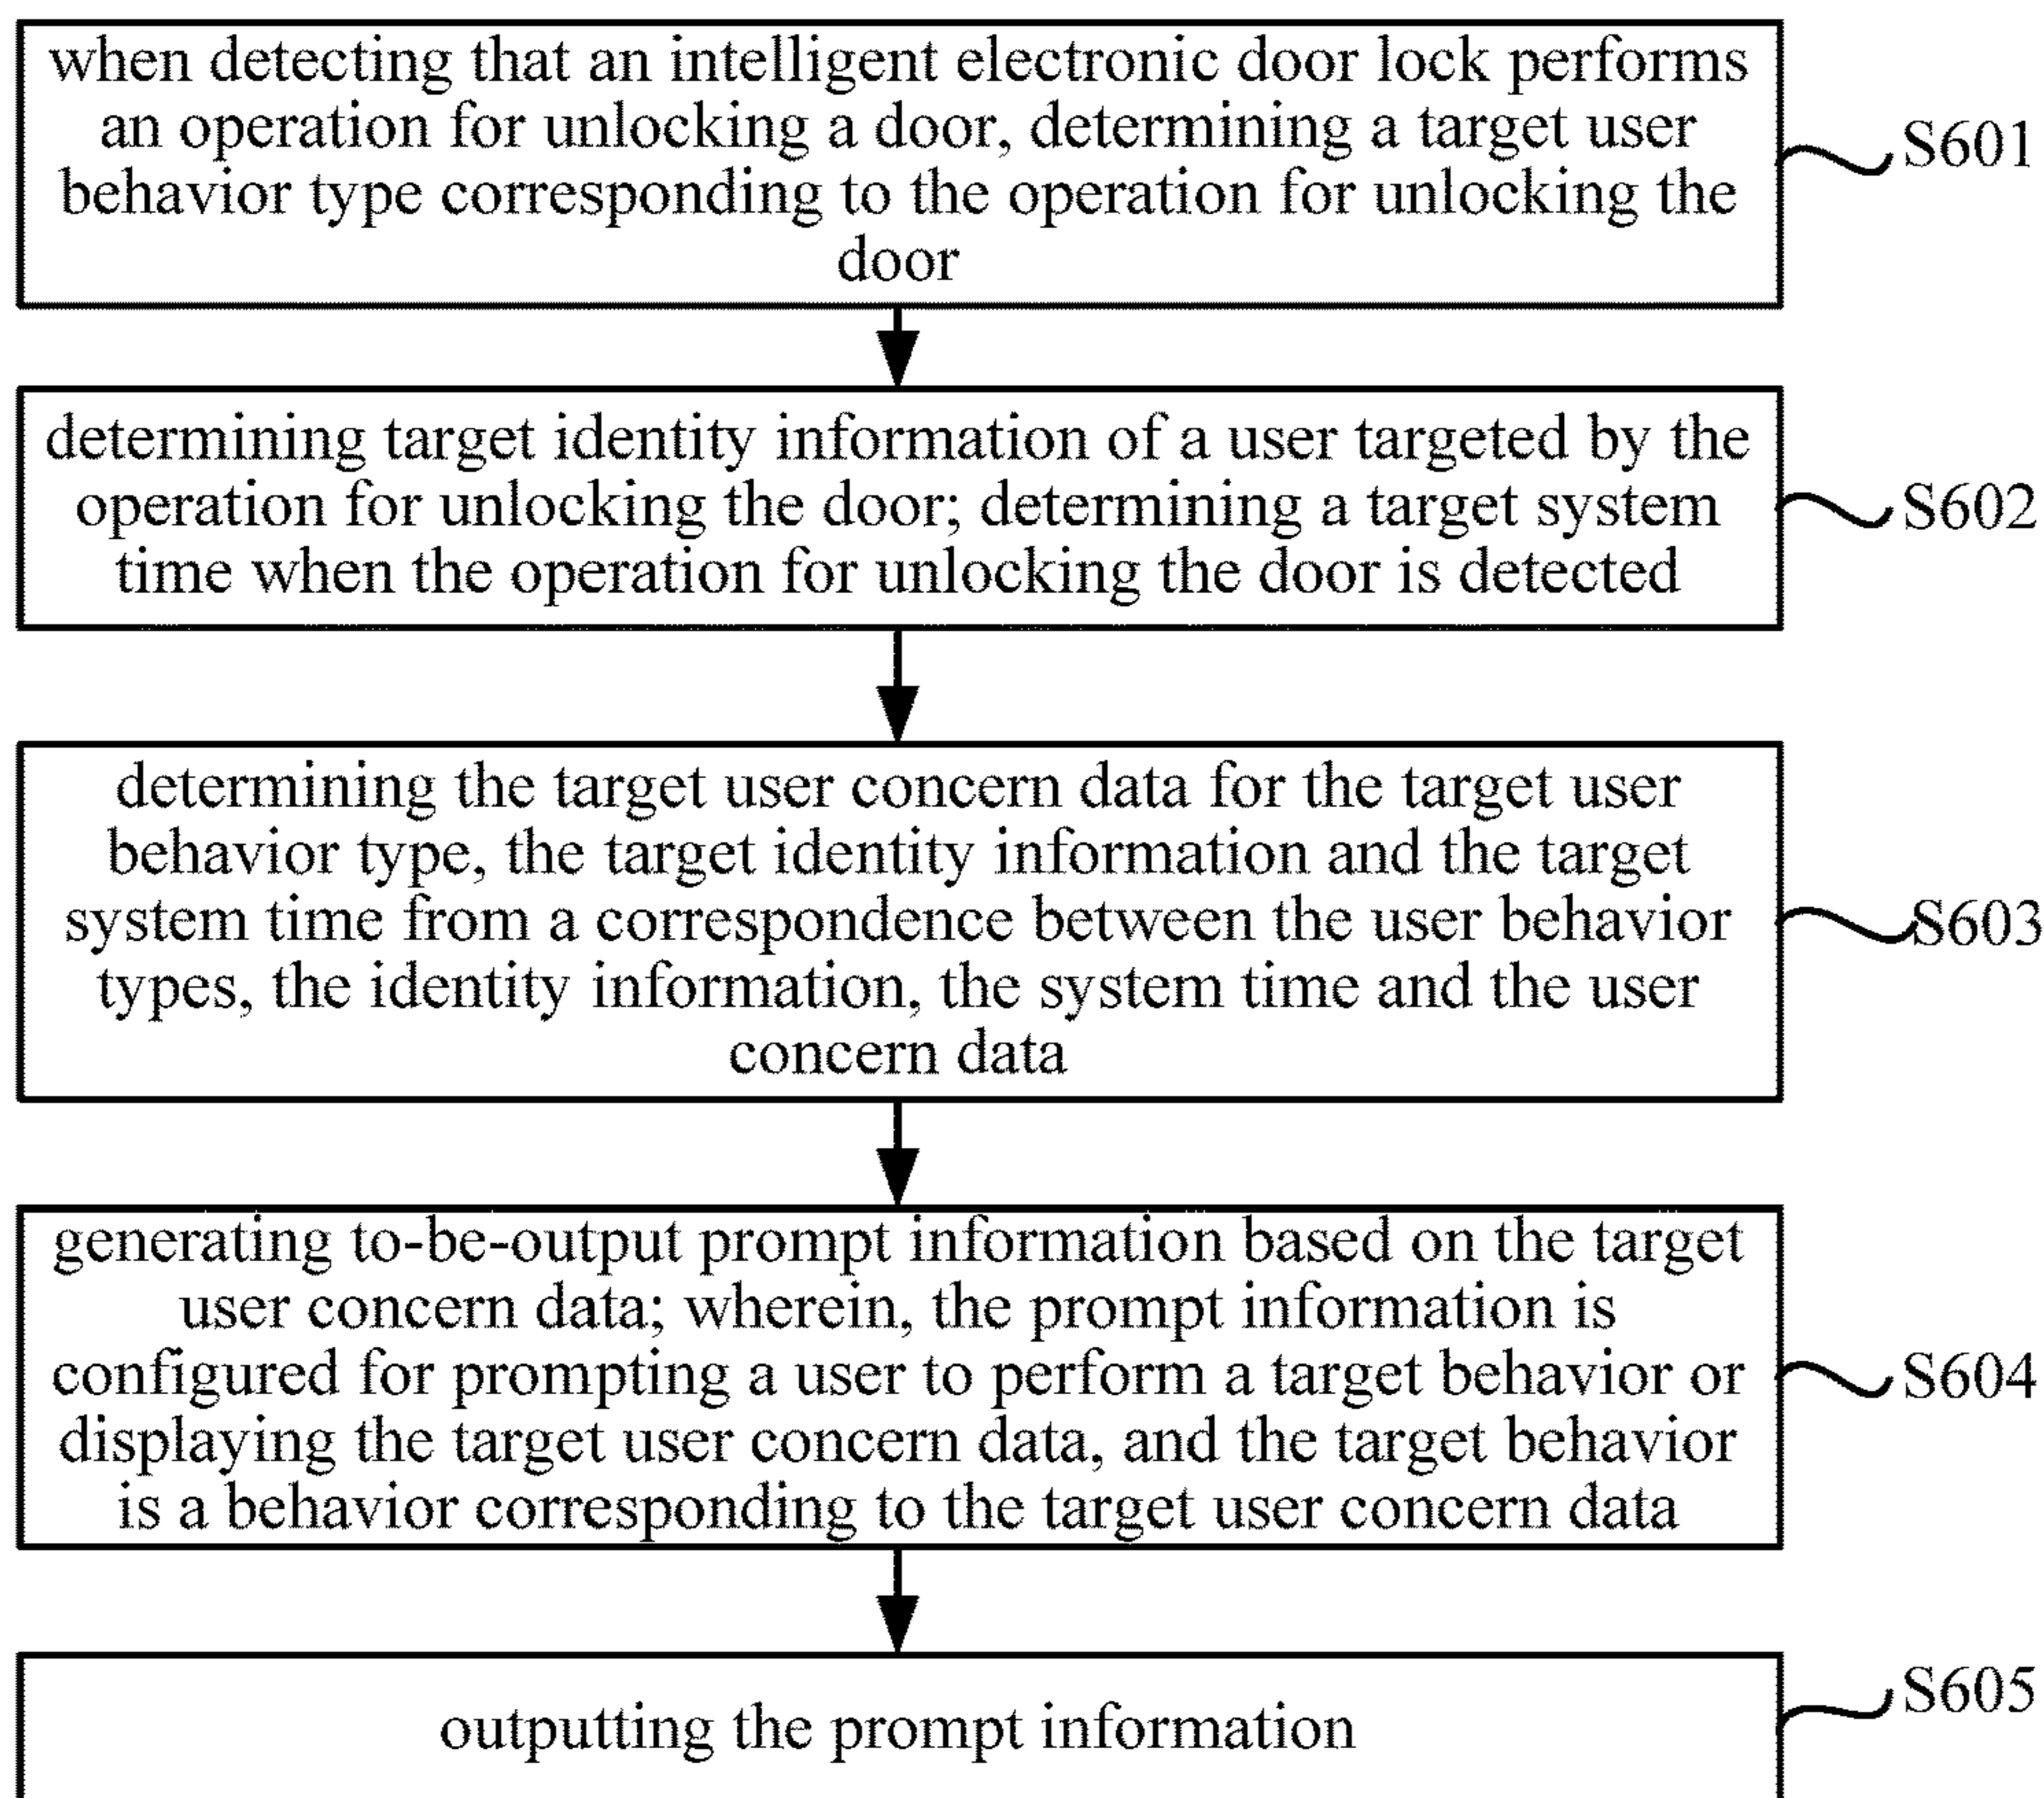 when detecting that an intelligent electronic door lock performs
an operation for unlocking a door, determining a target user
behavior type corresponding to the operation for unlocking the
door
S601
determining target identity information of a user targeted by the
operation for unlocking the door; determining a target system
time when the operation for unlocking the door is detected
S602
determining the target user concern data for the target user
behavior type, the target identity information and the target
system time from a correspondence between the user behavior
types, the identity information, the system time and the user
concern data
S603
generating to-be-output prompt information based on the target
user concern data; wherein, the prompt information is
configured for prompting a user to perform a target behavior or
displaying the target user concern data, and the target behavior
is a behavior corresponding to the target user concern data
S604
outputting the prompt information
S605